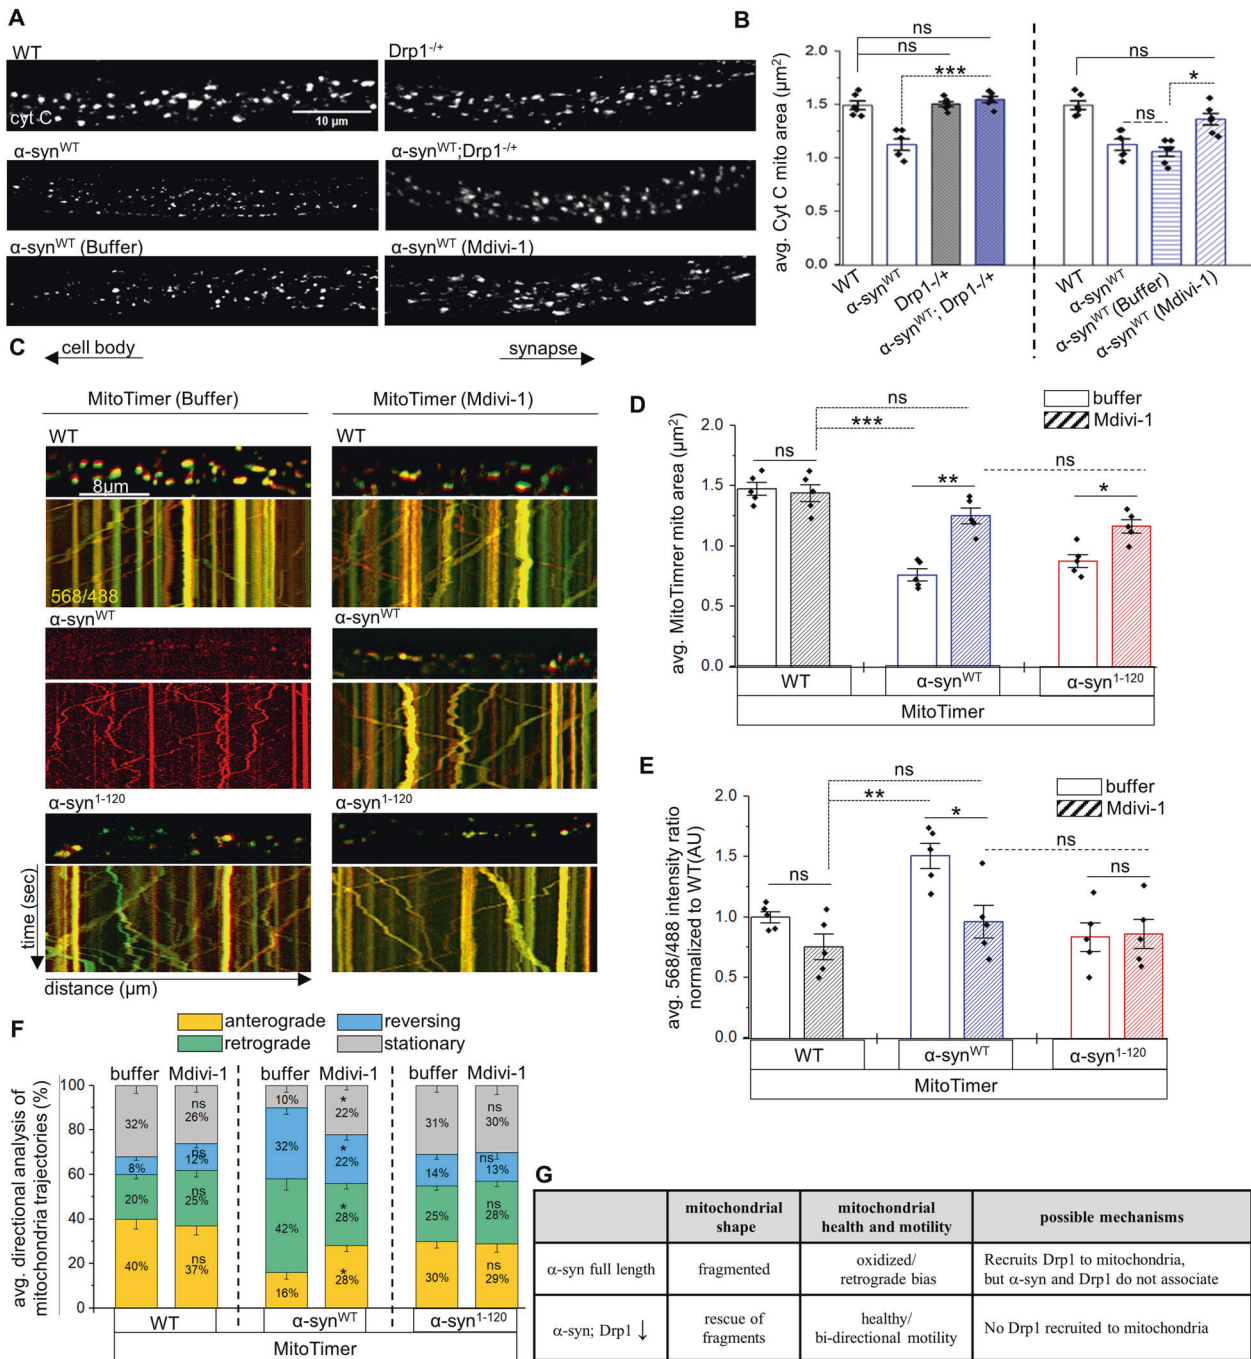 A
WT
cyt C
10 μm
Drp1-/+
α-synWT
α-synWT;Drp1-/+
α-synWT (Buffer)
α-synWT (Mdivi-1)
B
avg. Cyt C mito area (μm2)
2.0
1.5
1.0
0.5
0.0
ns
ns
***
ns
ns
*
WT
α-synWT
Drp1-/+
α-synWT; Drp1-/+
WT
α-synWT
α-synWT (Buffer)
α-synWT (Mdivi-1)
C
cell body
synapse
MitoTimer (Buffer)
MitoTimer (Mdivi-1)
WT
8μm
568/488
α-synWT
α-synWT
α-syn1-120
α-syn1-120
time (sec)
distance (μm)
D
buffer
Mdivi-1
avg. MitoTimrer mito area (μm2)
2.0
1.5
1.0
0.5
0.0
ns
***
ns
**
ns
*
WT
α-synWT
α-syn1-120
MitoTimer
E
buffer
Mdivi-1
avg. 568/488 intensity ratio
normalized to WT(AU)
2.0
1.5
1.0
0.5
0.0
ns
**
*
ns
ns
ns
WT
α-synWT
α-syn1-120
MitoTimer
F
anterograde
reversing
retrograde
stationary
avg. directional analysis of
mitochondria trajectories (%)
100
80
60
40
20
0
buffer Mdivi-1
buffer Mdivi-1
buffer Mdivi-1
32%
8%
20%
40%
ns
26%
ns
12%
ns
25%
ns
37%
10%
32%
42%
16%
*
22%
*
22%
*
28%
*
28%
31%
14%
25%
30%
ns
30%
ns
13%
ns
28%
ns
29%
WT
α-synWT
α-syn1-120
MitoTimer
G
mitochondrial
shape
mitochondrial
health and motility
possible mechanisms
α-syn full length
fragmented
oxidized/
retrograde bias
Recruits Drp1 to mitochondria,
but α-syn and Drp1 do not associate
α-syn; Drp1 ↓
rescue of
fragments
healthy/
bi-directional motility
No Drp1 recruited to mitochondria